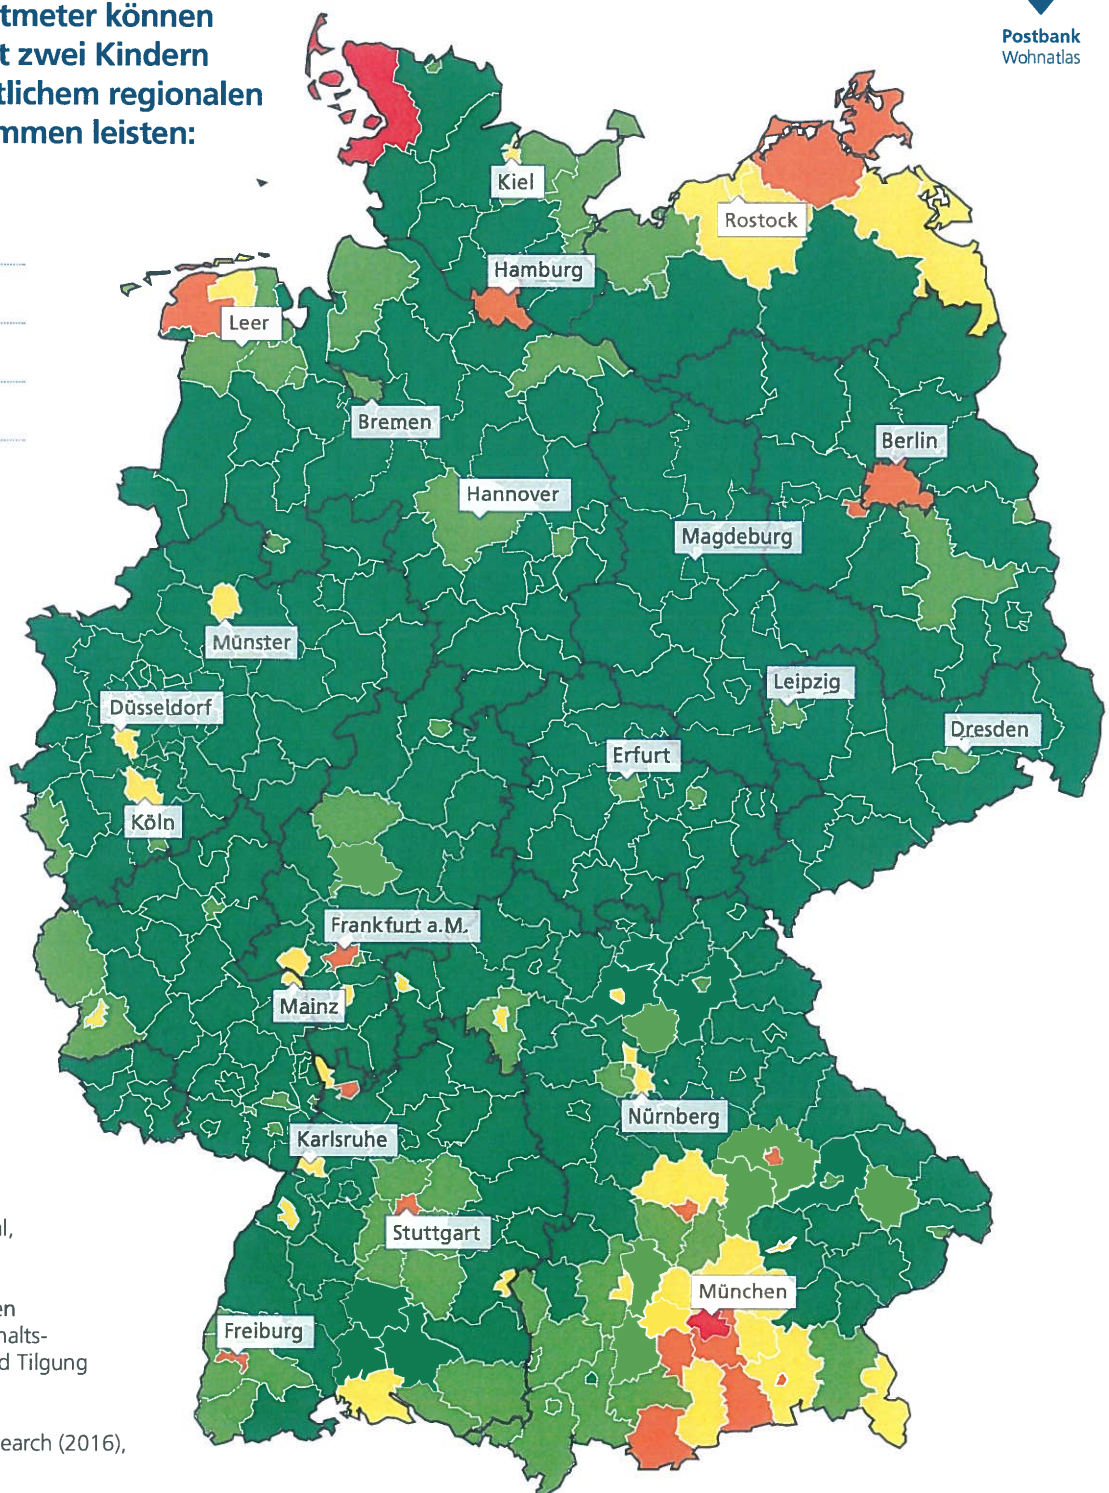 tmeter können
t zwei Kindern
tlichem regionalen
mmen leisten:
Postbank
Wohnatlas
Kiel
Rostock
Hamburg
Leer
Bremen
Berlin
Hannover
Magdeburg
Münster
Leipzig
Düsseldorf
Dresden
Erfurt
Köln
Frankfurt a.M.
Mainz
Nürnberg
Karlsruhe
Stuttgart
München
Freiburg
l,
en
halts-
d Tilgung
earch (2016),